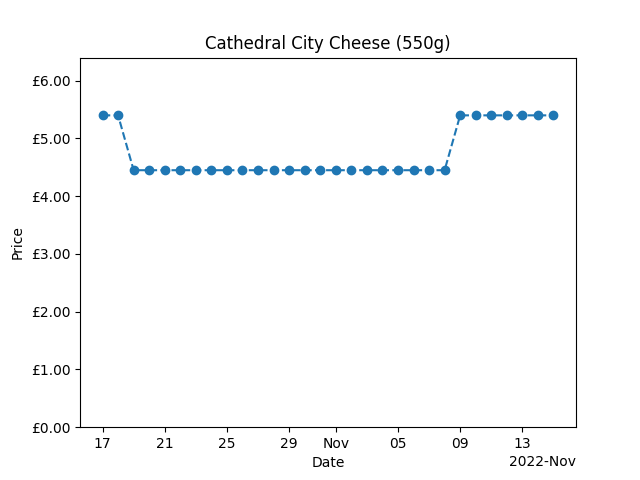 Cathedral City Cheese (550g)
£6.00
£5.00
£4.00
£3.00
£2.00
£1.00
£0.00
Price
17 21 25 29 Nov 05 09 13
Date
2022-Nov